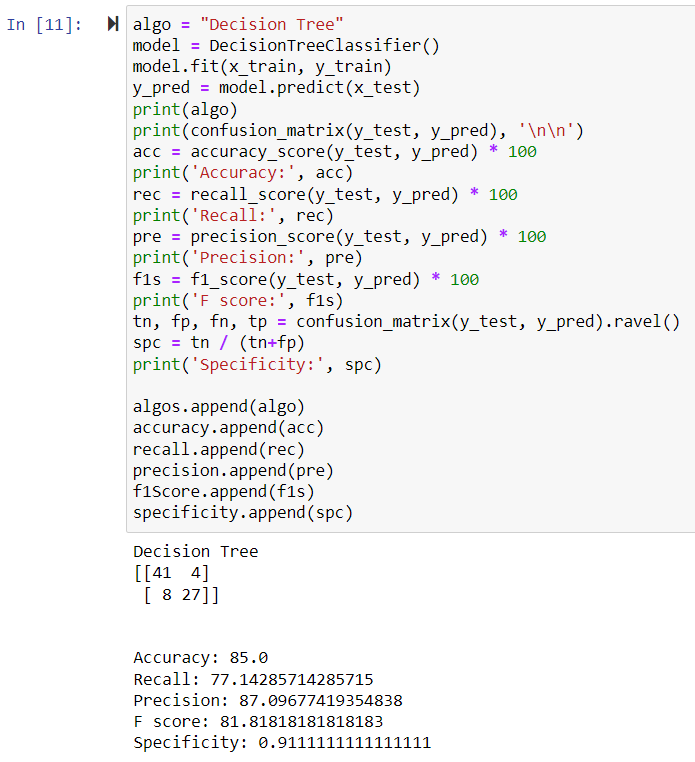 In [11]:
algo = "Decision Tree"
model = DecisionTreeClassifier()
model.fit(x_train, y_train)
y_pred = model.predict(x_test)
print(algo)
print(confusion_matrix(y_test, y_pred), '\n\n')
acc = accuracy_score(y_test, y_pred) * 100
print('Accuracy:', acc)
rec = recall_score(y_test, y_pred) * 100
print('Recall:', rec)
pre = precision_score(y_test, y_pred) * 100
print('Precision:', pre)
f1s = f1_score(y_test, y_pred) * 100
print('F score:', f1s)
tn, fp, fn, tp = confusion_matrix(y_test, y_pred).ravel()
spc = tn / (tn+fp)
print('Specificity:', spc)

algos.append(algo)
accuracy.append(acc)
recall.append(rec)
precision.append(pre)
f1Score.append(f1s)
specificity.append(spc)
Decision Tree
[[41  4]
 [ 8 27]]

Accuracy: 85.0
Recall: 77.14285714285715
Precision: 87.09677419354838
F score: 81.81818181818183
Specificity: 0.9111111111111111